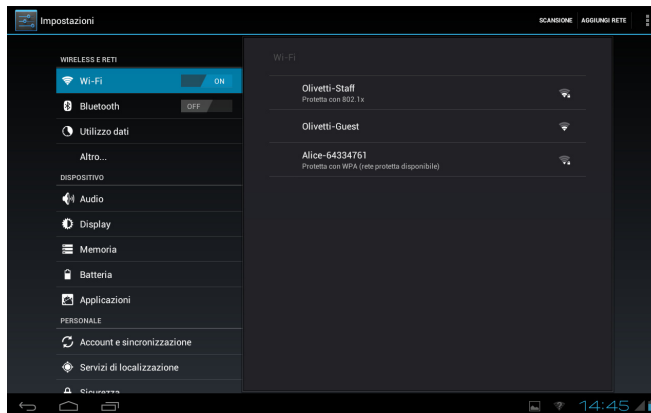 Impostazioni
SCANSIONE AGGIUNGI RETE
WIRELESS E RETI
Wi-Fi ON
Bluetooth OFF
Utilizzo dati
Altro...
DISPOSITIVO
Audio
Display
Memoria
Batteria
Applicazioni
PERSONALE
Account e sincronizzazione
Servizi di localizzazione
Sicurezza
Wi-Fi
Olivetti-Staff
Protetta con 802.1x
Olivetti-Guest
Alice-64334761
Protetta con WPA (rete protetta disponibile)
14:45